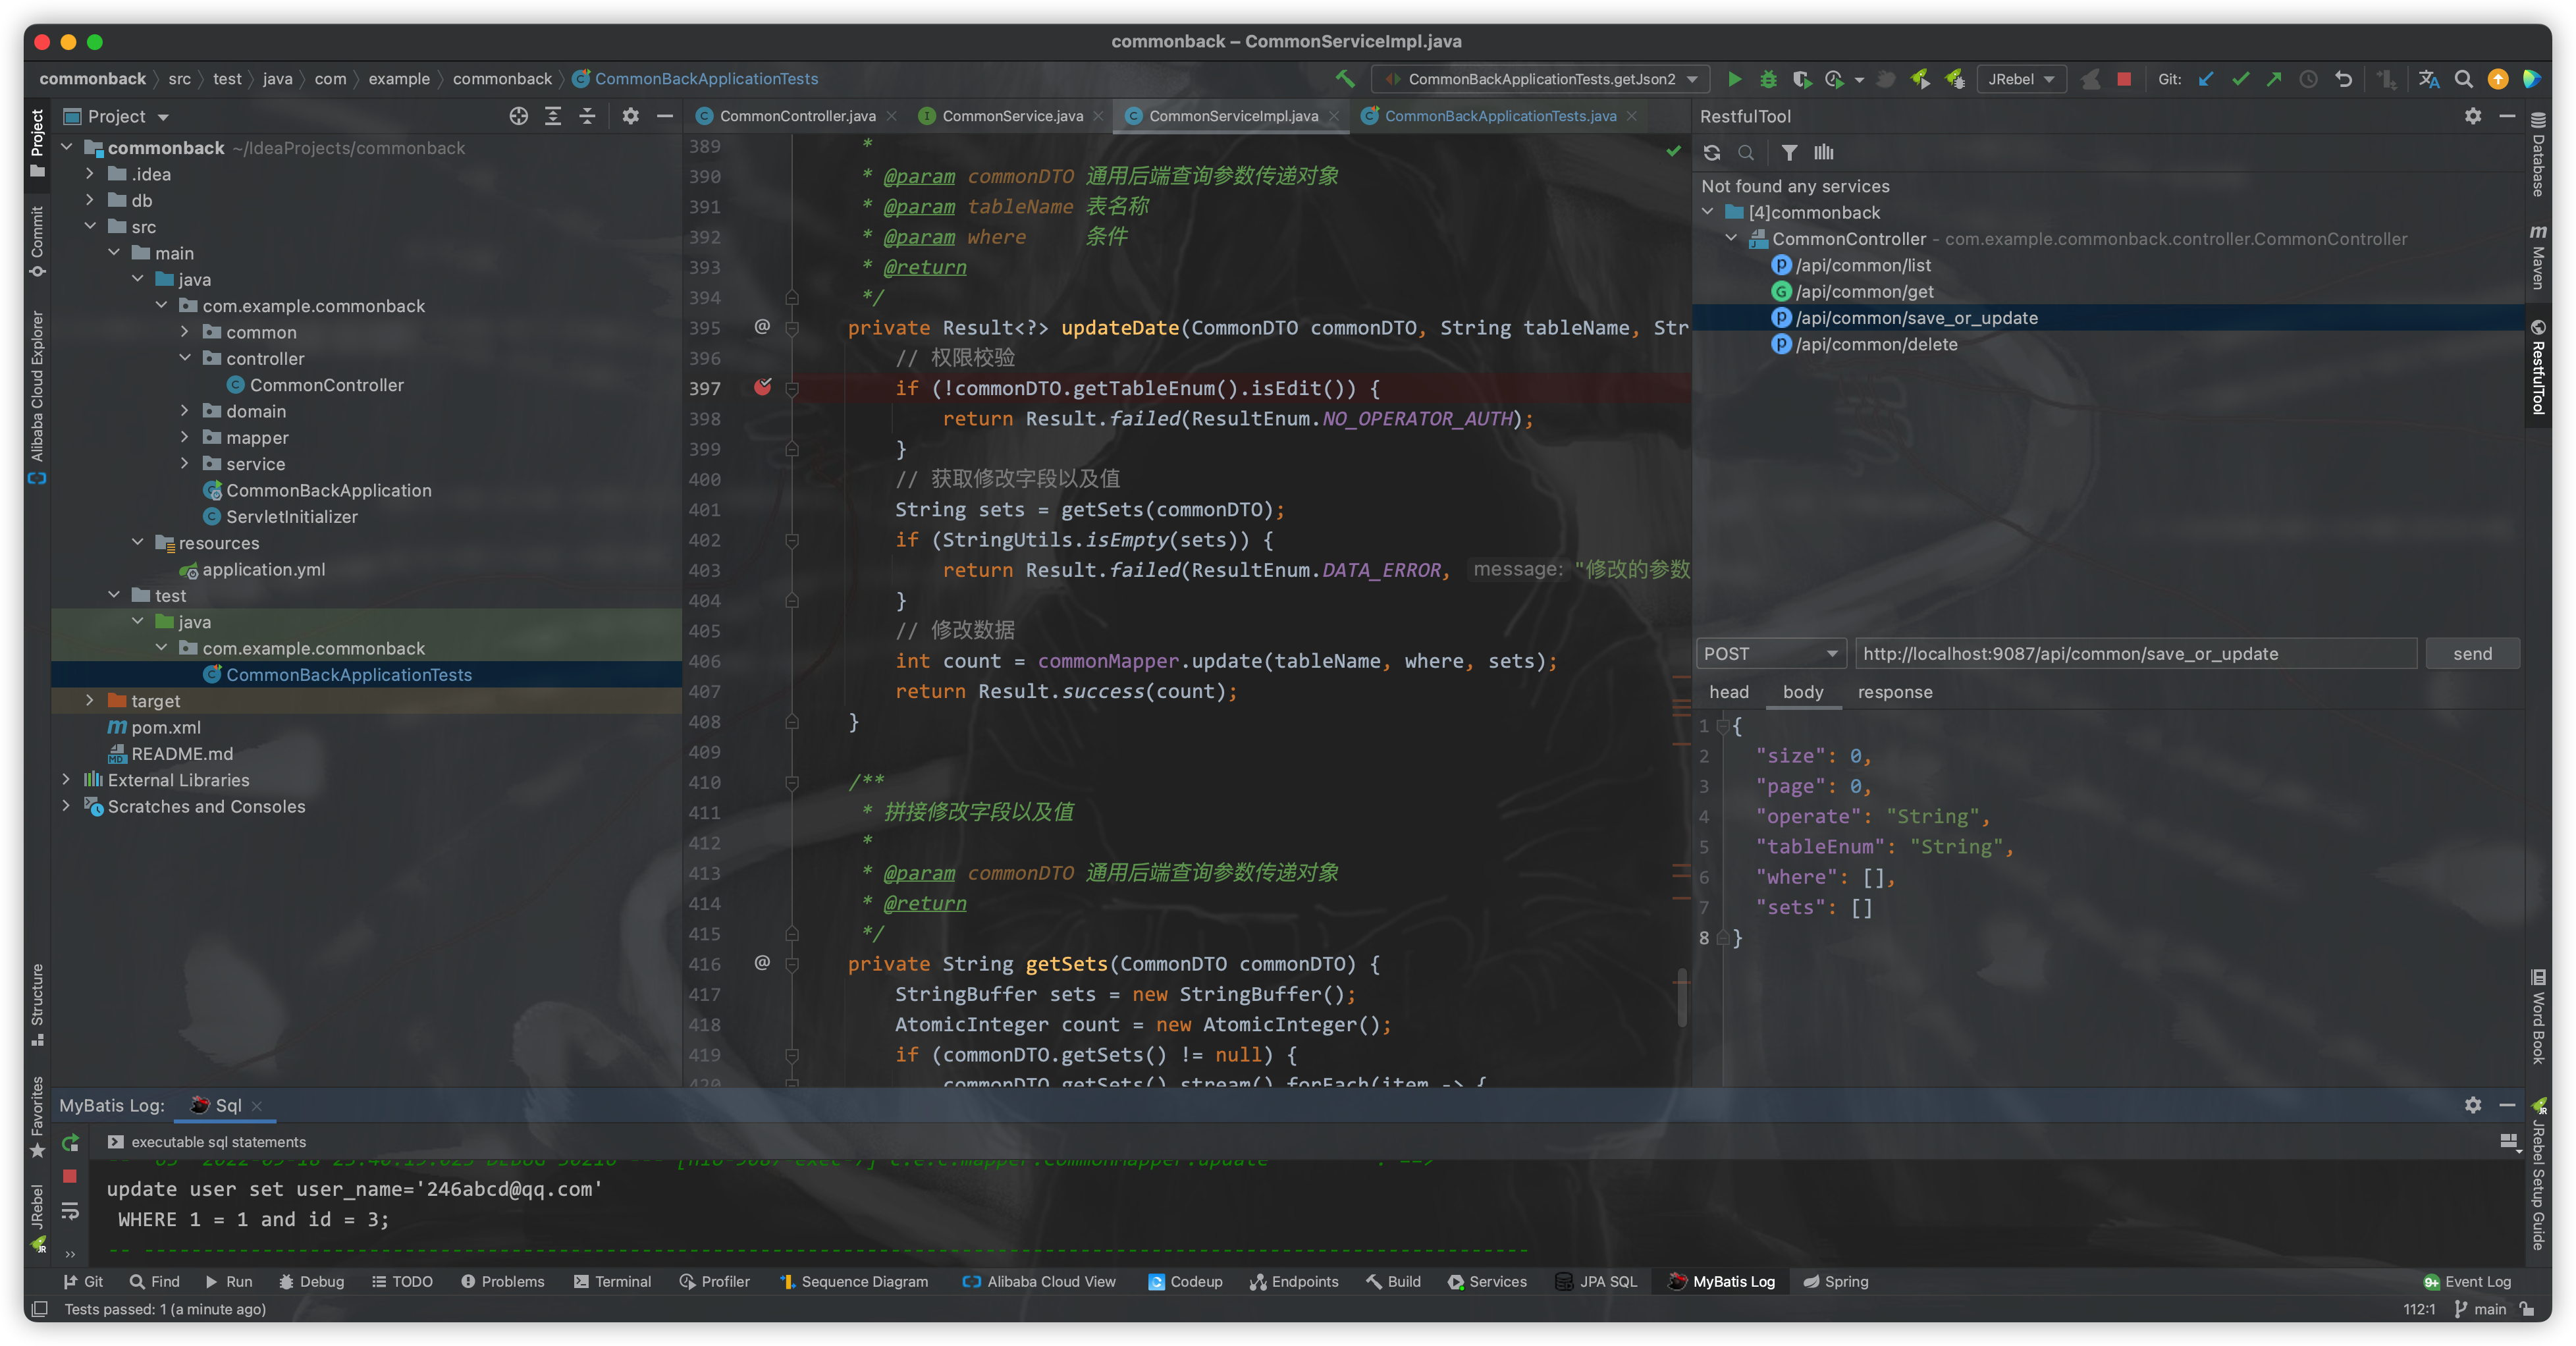 commonback – CommonServiceImpl.java
commonback src test java com example commonback CommonBackApplicationTests
CommonBackApplicationTests.getJson2 JRebel Git:
Project
CommonController.java CommonService.java CommonServiceImpl.java CommonBackApplicationTests.java
RestfulTool
Project
Commit
Alibaba Cloud Explorer
Structure
Favorites
JRebel
commonback ~/IdeaProjects/commonback
.idea
db
src
main
java
com.example.commonback
common
controller
CommonController
domain
mapper
service
CommonBackApplication
ServletInitializer
resources
application.yml
test
java
com.example.commonback
CommonBackApplicationTests
target
pom.xml
README.md
External Libraries
Scratches and Consoles
389 *
390 * @param commonDTO 通用后端查询参数传递对象
391 * @param tableName 表名称
392 * @param where 条件
393 * @return
394 */
395 @ private Result<?> updateDate(CommonDTO commonDTO, String tableName, Str
396 // 权限校验
397 if (!commonDTO.getTableEnum().isEdit()) {
398 return Result.failed(ResultEnum.NO_OPERATOR_AUTH);
399 }
400 // 获取修改字段以及值
401 String sets = getSets(commonDTO);
402 if (StringUtils.isEmpty(sets)) {
403 return Result.failed(ResultEnum.DATA_ERROR, message: "修改的参数
404 }
405 // 修改数据
406 int count = commonMapper.update(tableName, where, sets);
407 return Result.success(count);
408 }
409
410 /**
411 * 拼接修改字段以及值
412 *
413 * @param commonDTO 通用后端查询参数传递对象
414 * @return
415 */
416 @ private String getSets(CommonDTO commonDTO) {
417 StringBuffer sets = new StringBuffer();
418 AtomicInteger count = new AtomicInteger();
419 if (commonDTO.getSets() != null) {
420 commonDTO.getSets().stream().forEach(item -> {
Not found any services
[4]commonback
CommonController - com.example.commonback.controller.CommonController
P /api/common/list
G /api/common/get
P /api/common/save_or_update
P /api/common/delete
POST http://localhost:9087/api/common/save_or_update send
head body response
1 {
2 "size": 0,
3 "page": 0,
4 "operate": "String",
5 "tableEnum": "String",
6 "where": [],
7 "sets": []
8 }
Database
Maven
RestfulTool
Word Book
JRebel Setup Guide
MyBatis Log: Sql
executable sql statements
update user set user_name='246abcd@qq.com'
WHERE 1 = 1 and id = 3;
-- ---------------------------------------------------------------------------------------------------------------------
Git Find Run Debug TODO Problems Terminal Profiler Sequence Diagram Alibaba Cloud View Codeup Endpoints Build Services JPA SQL MyBatis Log Spring 9+ Event Log
Tests passed: 1 (a minute ago) 112:1 main